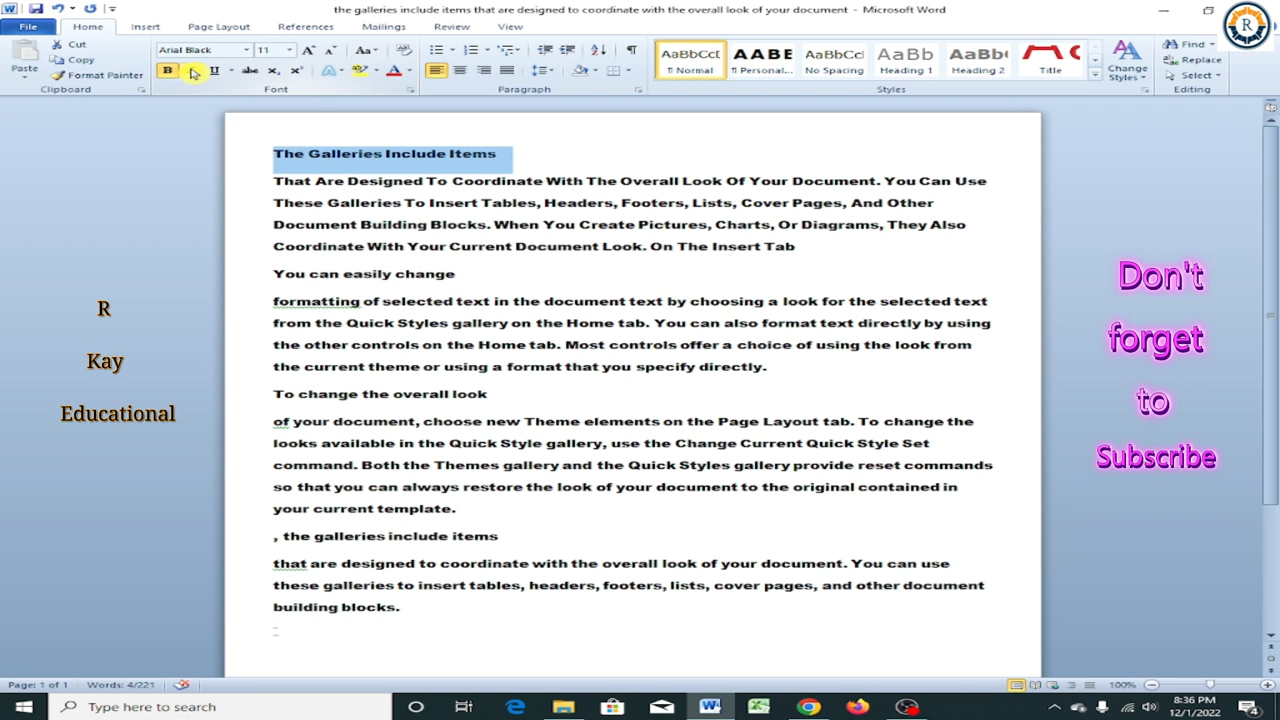 the galleries include items that are designed to coordinate with the overall look of your document - Microsoft Word
File Home Insert Page Layout References Mailings Review View
Paste
Cut
Copy
Format Painter
Clipboard
Arial Black 11
B U abc
Font
Paragraph
AaBbCcI ¶ Normal
AABE ¶ Personal...
AaBbCcI No Spacing
AaBbCc Heading 1
AaBbCc Heading 2
Title
Change Styles
Styles
Find
Replace
Select
Editing
R
The Galleries Include Items
That Are Designed To Coordinate With The Overall Look Of Your Document. You Can Use
These Galleries To Insert Tables, Headers, Footers, Lists, Cover Pages, And Other
Document Building Blocks. When You Create Pictures, Charts, Or Diagrams, They Also
Coordinate With Your Current Document Look. On The Insert Tab
You can easily change
formatting of selected text in the document text by choosing a look for the selected text
from the Quick Styles gallery on the Home tab. You can also format text directly by using
the other controls on the Home tab. Most controls offer a choice of using the look from
the current theme or using a format that you specify directly.
To change the overall look
of your document, choose new Theme elements on the Page Layout tab. To change the
looks available in the Quick Style gallery, use the Change Current Quick Style Set
command. Both the Themes gallery and the Quick Styles gallery provide reset commands
so that you can always restore the look of your document to the original contained in
your current template.
, the galleries include items
that are designed to coordinate with the overall look of your document. You can use
these galleries to insert tables, headers, footers, lists, cover pages, and other document
building blocks.
R
Kay
Educational
Don't
forget
to
Subscribe
Page: 1 of 1 Words: 4/221
100%
Type here to search
8:36 PM
12/1/2022
4